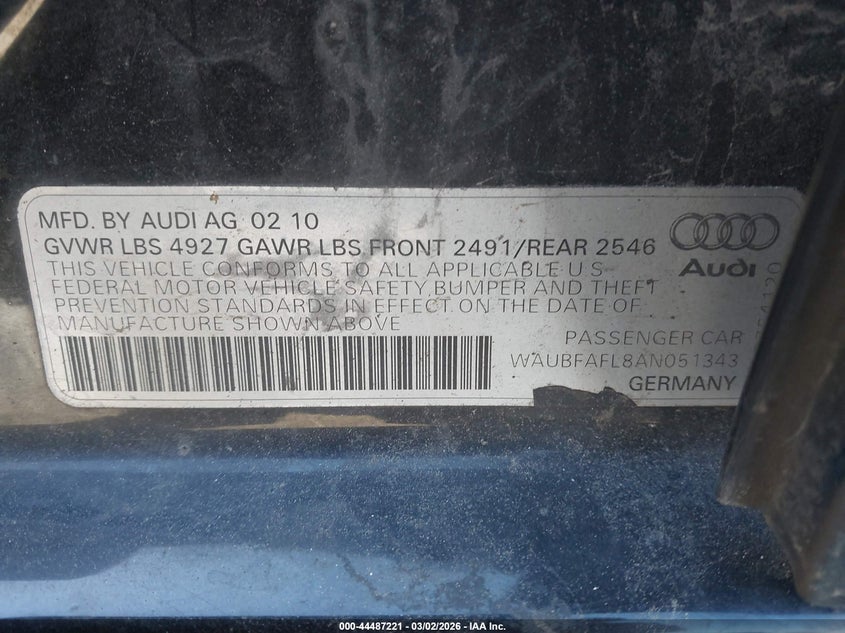 MFD. BY AUDI AG 02 10
GVWR LBS 4927 GAWR LBS FRONT 2491/REAR 2546
THIS VEHICLE CONFORMS TO ALL APPLICABLE U S
FEDERAL MOTOR VEHICLE SAFETY, BUMPER AND THEFT
PREVENTION STANDARDS IN EFFECT ON THE DATE OF
MANUFACTURE SHOWN ABOVE
Audi
PASSENGER CAR
WAUBFAFL8AN051343
GERMANY
000-44487221 - 03/02/2026 - IAA Inc.